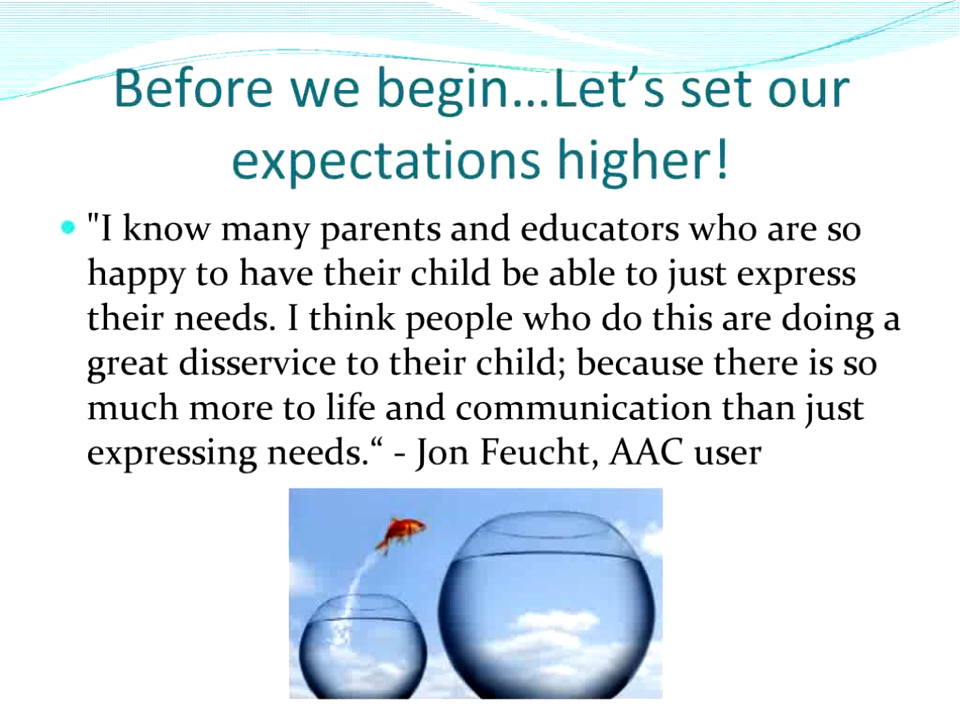 Before we begin…Let’s set our
expectations higher!
"I know many parents and educators who are so
happy to have their child be able to just express
their needs. I think people who do this are doing a
great disservice to their child; because there is so
much more to life and communication than just
expressing needs.“ - Jon Feucht, AAC user